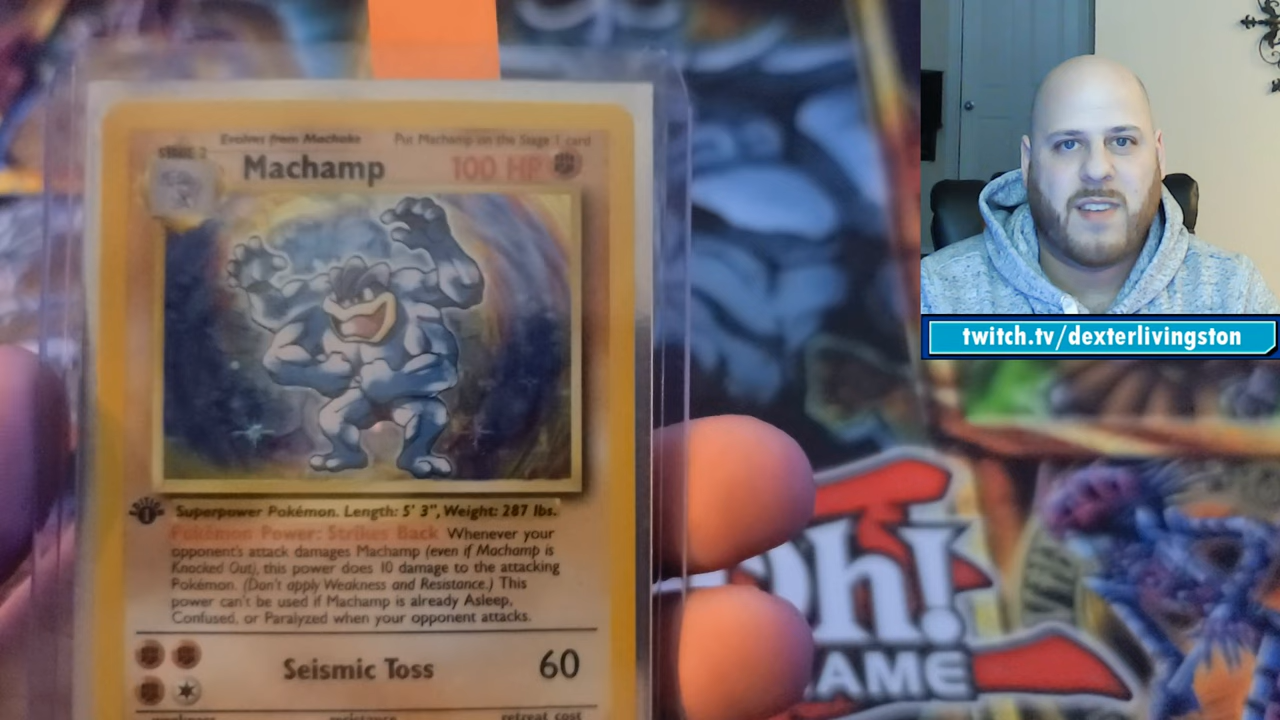 Evolves from Machoke Put Machamp on the Stage 1 card
STAGE 2
Machamp 100 HP
twitch.tv/dexterlivingston
EDITION
1
Superpower Pokémon. Length: 5' 3", Weight: 287 lbs.
Pokémon Power: Strikes Back Whenever your
opponent's attack damages Machamp (even if Machamp is
Knocked Out), this power does 10 damage to the attacking
Pokémon. (Don't apply Weakness and Resistance.) This
power can't be used if Machamp is already Asleep,
Confused, or Paralyzed when your opponent attacks.
Seismic Toss 60
weakness resistance retreat cost
Oh!
AME